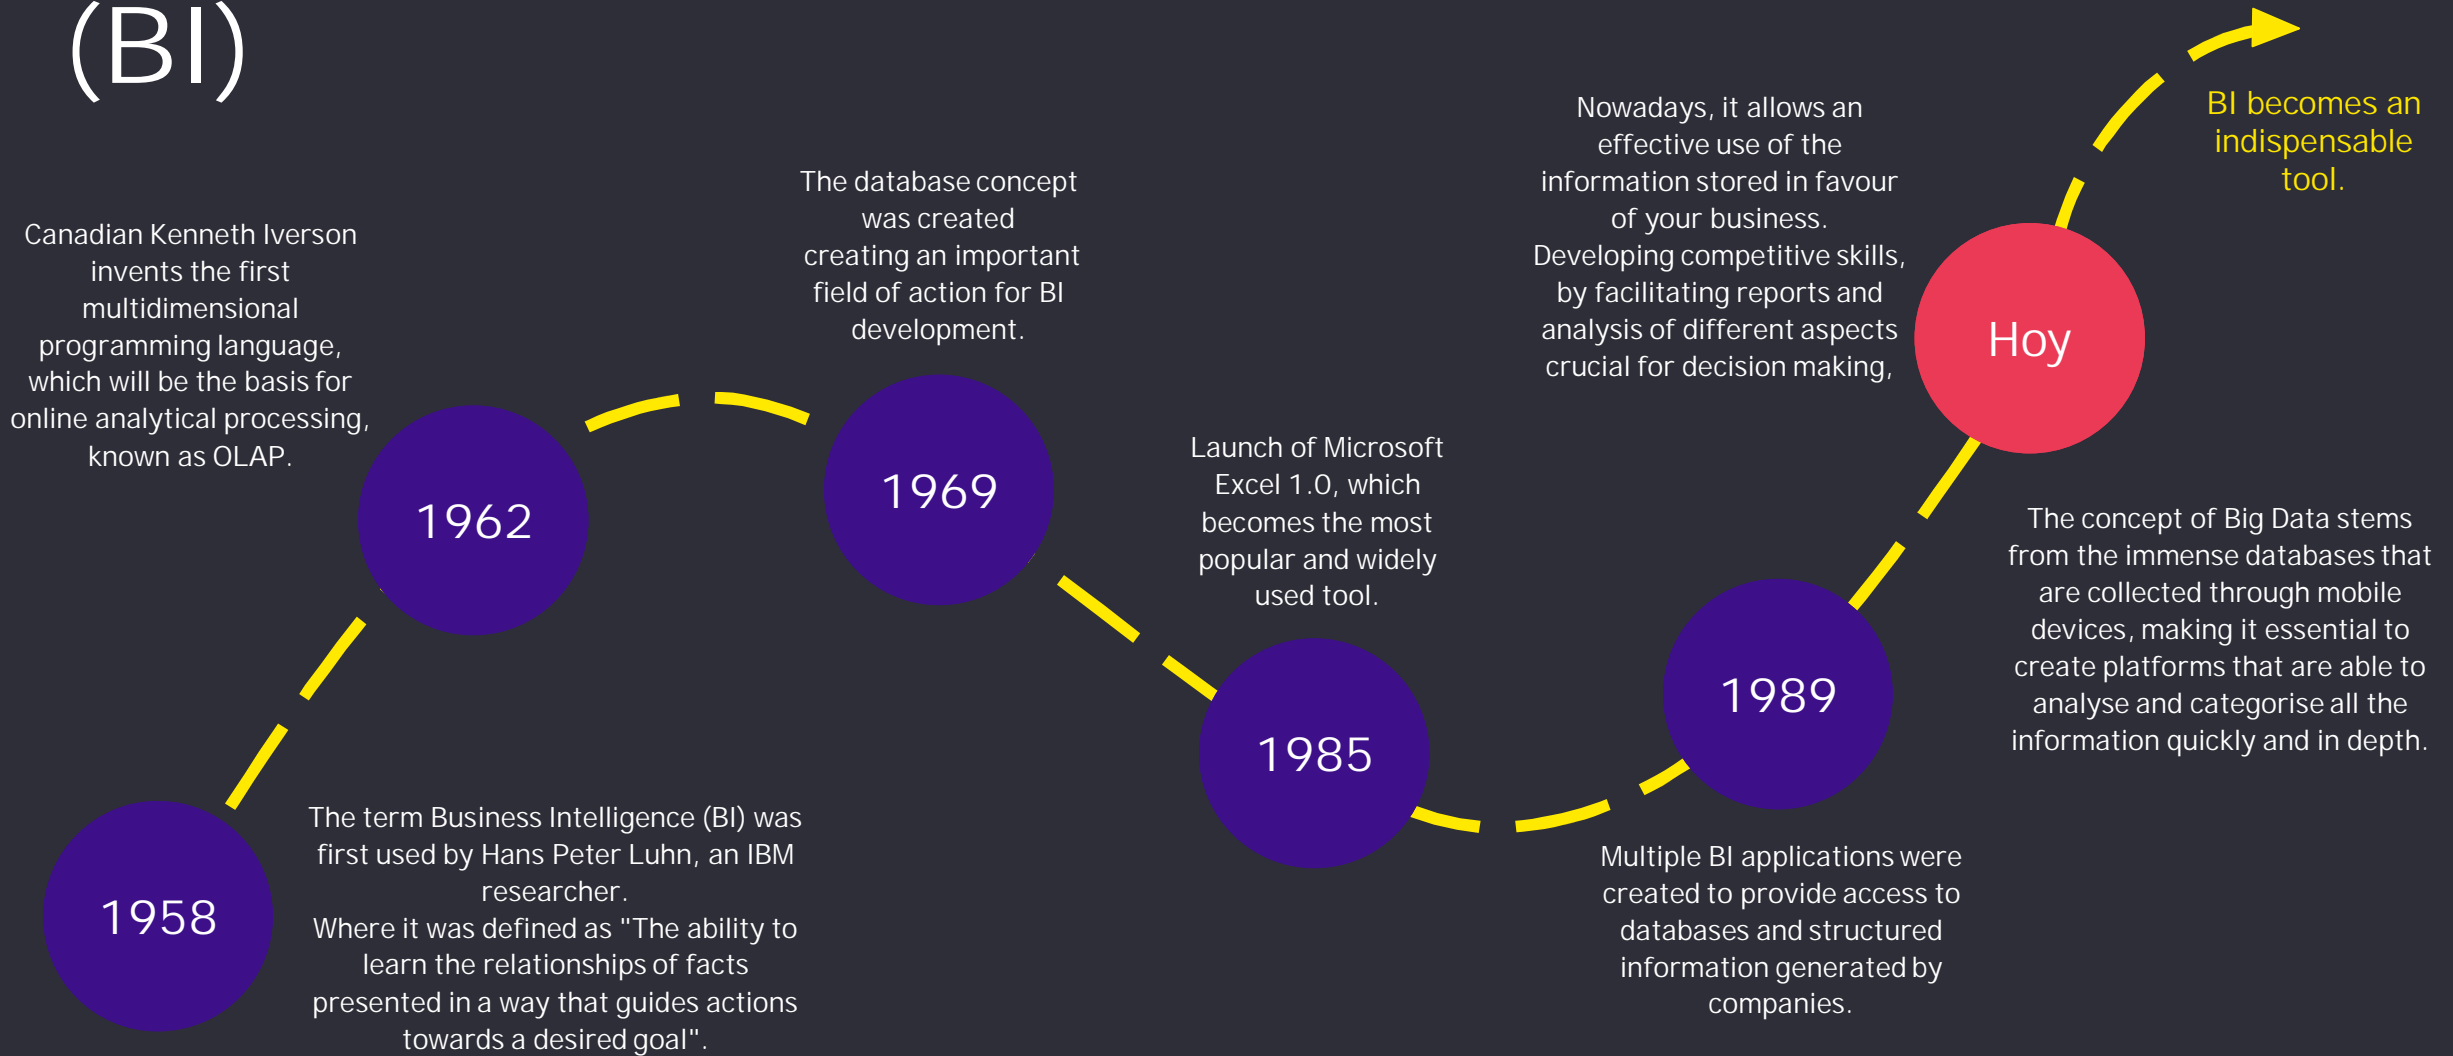 (BI)
Canadian Kenneth Iverson
invents the first
multidimensional
programming language,
which will be the basis for
online analytical processing,
known as OLAP.
1962
The database concept
was created
creating an important
field of action for BI
development.
1969
Nowadays, it allows an
effective use of the
information stored in favour
of your business.
Developing competitive skills,
by facilitating reports and
analysis of different aspects
crucial for decision making,
Hoy
BI becomes an
indispensable
tool.
Launch of Microsoft
Excel 1.0, which
becomes the most
popular and widely
used tool.
1985
1989
The concept of Big Data stems
from the immense databases that
are collected through mobile
devices, making it essential to
create platforms that are able to
analyse and categorise all the
information quickly and in depth.
1958
The term Business Intelligence (BI) was
first used by Hans Peter Luhn, an IBM
researcher.
Where it was defined as "The ability to
learn the relationships of facts
presented in a way that guides actions
towards a desired goal".
Multiple BI applications were
created to provide access to
databases and structured
information generated by
companies.